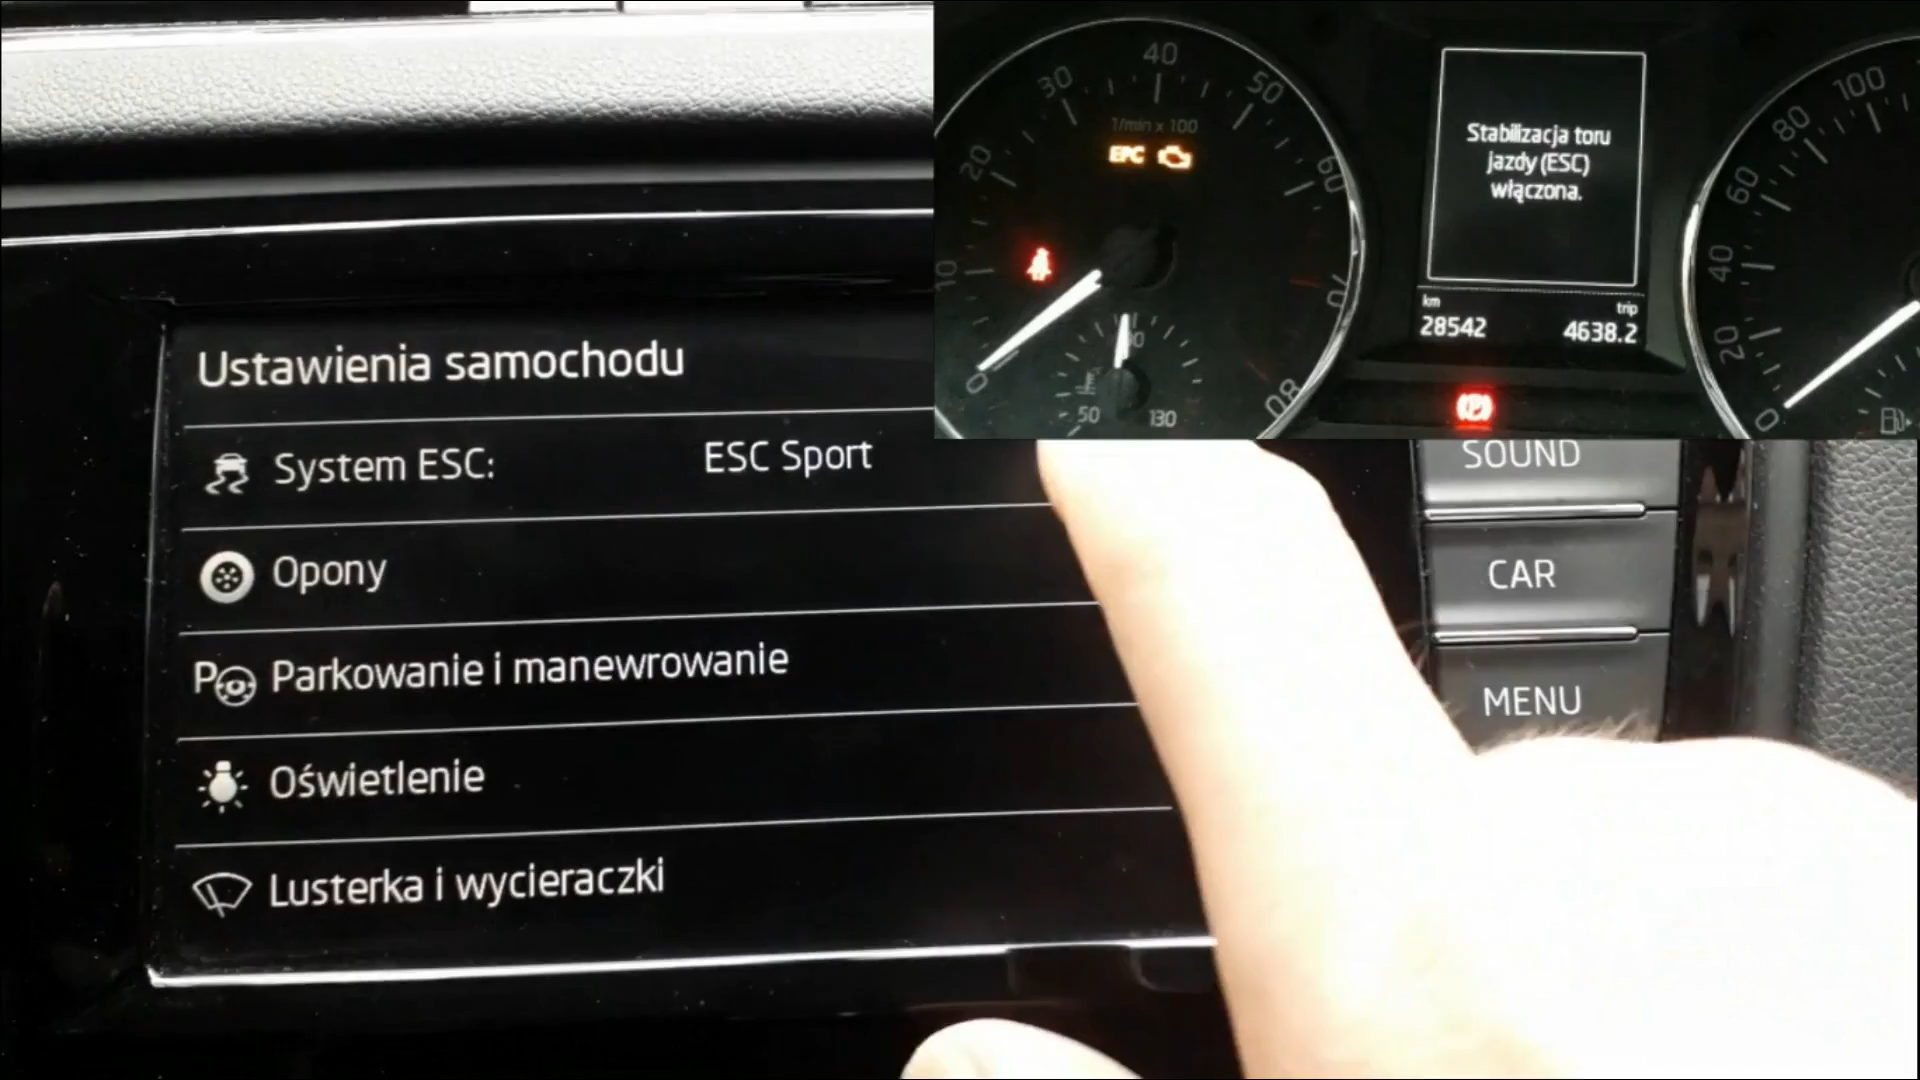 Ustawienia samochodu
System ESC: ESC Sport
Opony
P Parkowanie i manewrowanie
Oświetlenie
Lusterka i wycieraczki
SOUND
CAR
MENU
0 10 20 30 40 50 60 70 80
1/min x 100
EPC
50 90 130
Stabilizacja toru
jazdy (ESC)
włączona.
km trip
28542 4638.2
(P)
0 20 40 60 80 100